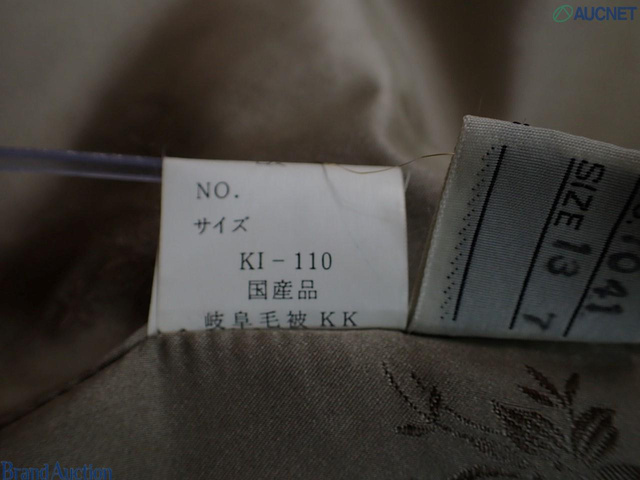 AUCNET
NO.
サイズ
KI-110
国産品
岐阜毛被KK
7041
SIZE 13 7
Brand Auction